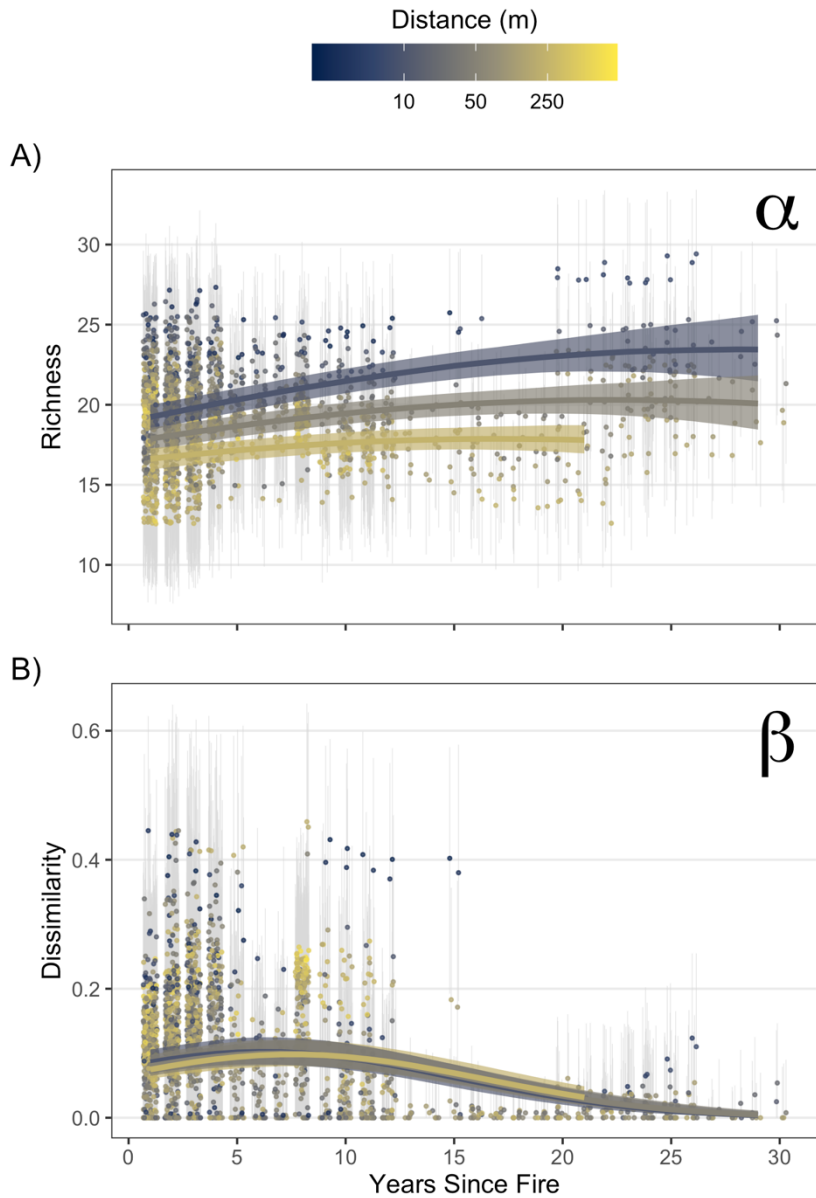 Distance (m)
10 50 250
A)
α
Richness
30
25
20
15
10
B)
β
Dissimilarity
0.6
0.4
0.2
0.0
0 5 10 15 20 25 30
Years Since Fire